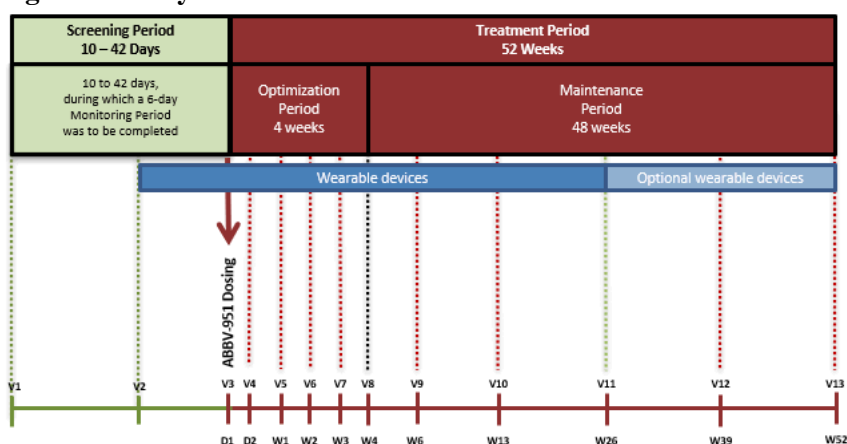 Screening Period
10 – 42 Days
Treatment Period
52 Weeks
10 to 42 days,
during which a 6-day
Monitoring Period
was to be completed
Optimization
Period
4 weeks
Maintenance
Period
48 weeks
Wearable devices
Optional wearable devices
ABBV-951 Dosing
V1 V2 V3 V4 V5 V6 V7 V8 V9 V10 V11 V12 V13
D1 D2 W1 W2 W3 W4 W6 W13 W26 W39 W52